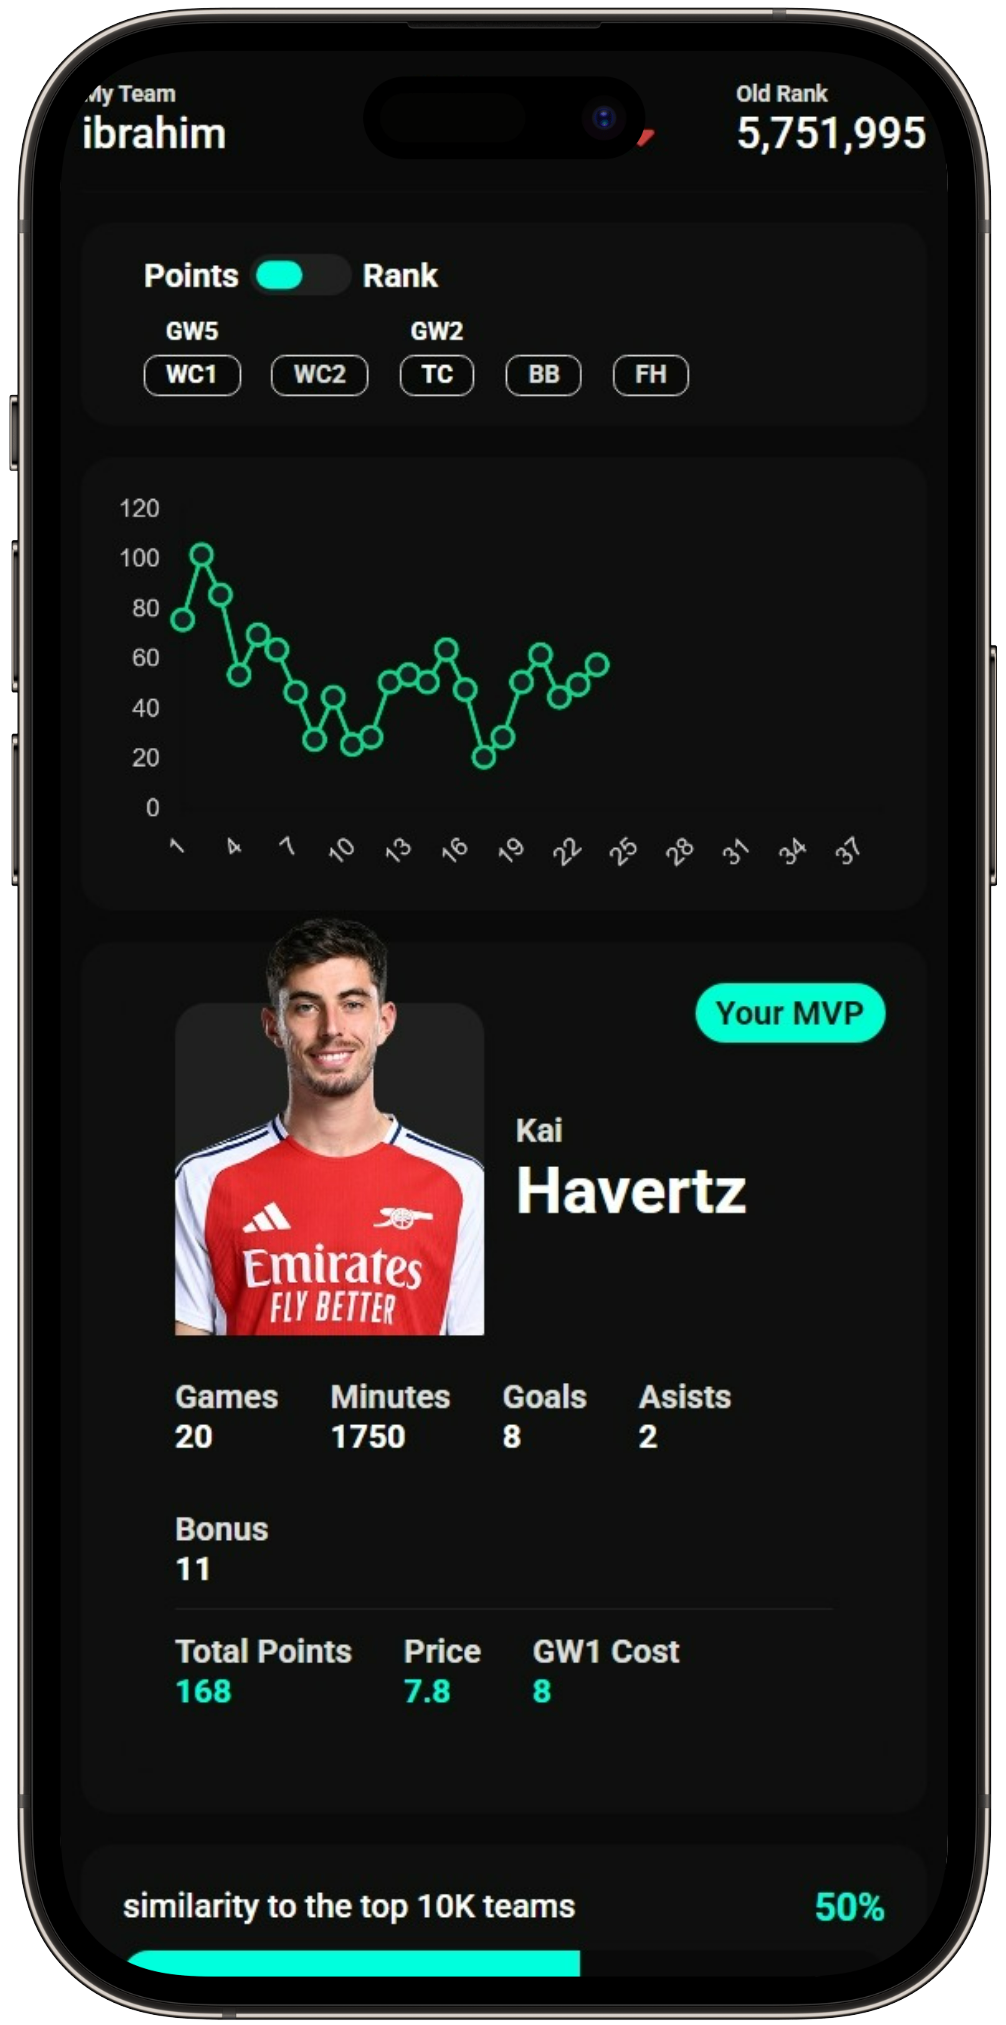 My Team
ibrahim
Old Rank
5,751,995
Points Rank
GW5 GW2
WC1 WC2 TC BB FH
120
100
80
60
40
20
0
1 4 7 10 13 16 19 22 25 28 31 34 37
Your MVP
Kai
Havertz
Emirates
FLY BETTER
Games Minutes Goals Asists
20 1750 8 2
Bonus
11
Total Points Price GW1 Cost
168 7.8 8
similarity to the top 10K teams 50%